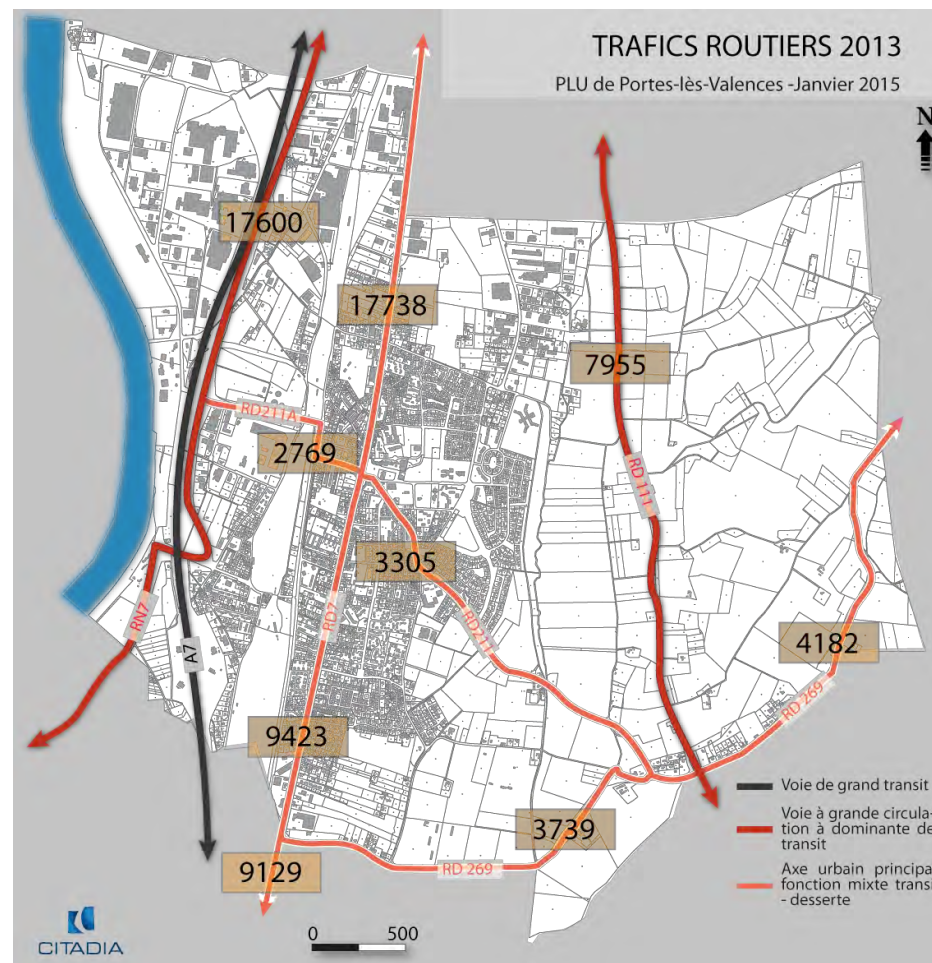 TRAFICS ROUTIERS 2013
PLU de Portes-lès-Valences -Janvier 2015
N
17600
17738
7955
RD211A
2769
RD 111
3305
RN7
A7
RD7
RD211
4182
RD 269
9423
3739
9129
RD 269
Voie de grand transit
Voie à grande circula-
tion à dominante de
transit
Axe urbain principa
fonction mixte transi
- desserte
0 500
CITADIA